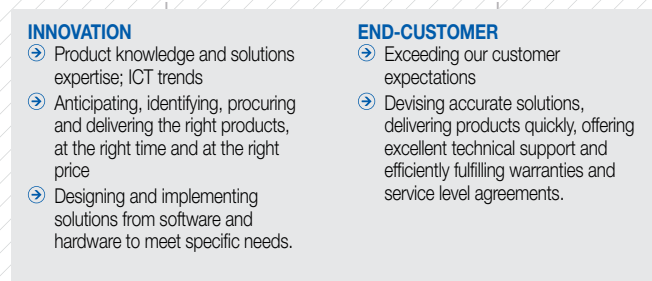 INNOVATION
Product knowledge and solutions
expertise; ICT trends
Anticipating, identifying, procuring
and delivering the right products,
at the right time and at the right
price
Designing and implementing
solutions from software and
hardware to meet specific needs.
END-CUSTOMER
Exceeding our customer
expectations
Devising accurate solutions,
delivering products quickly, offering
excellent technical support and
efficiently fulfilling warranties and
service level agreements.